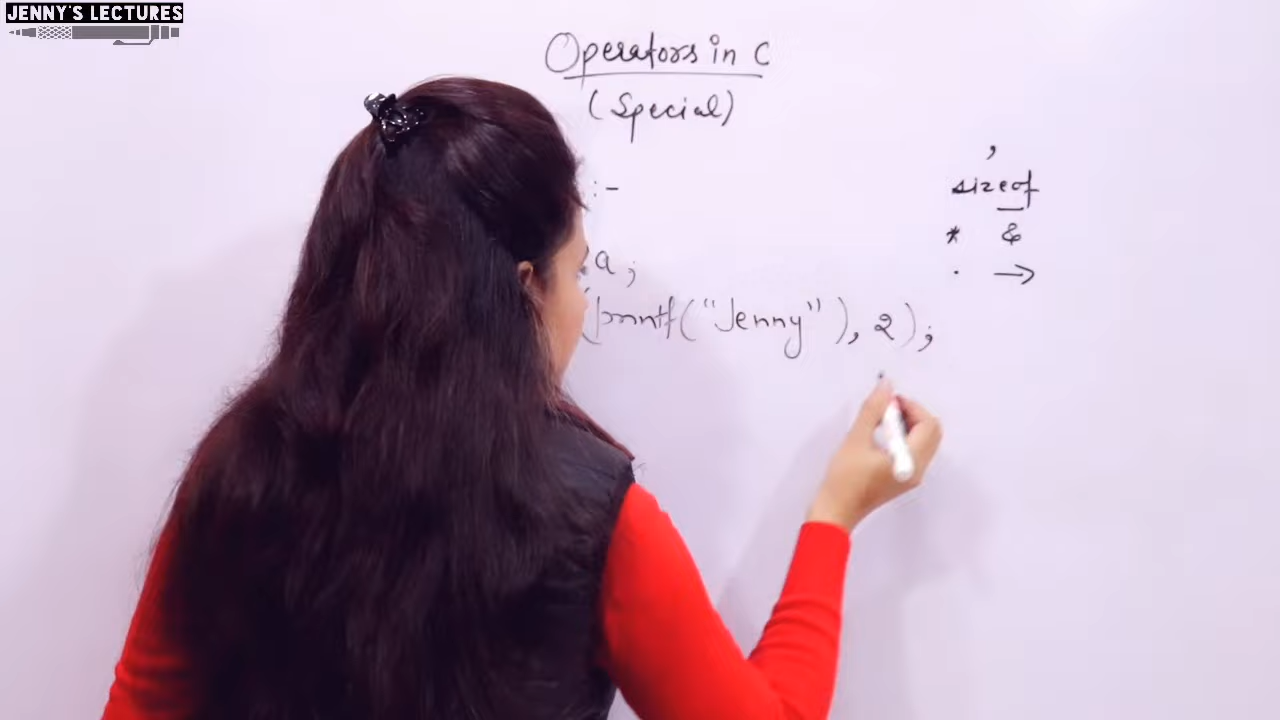 JENNY'S LECTURES
Operators in C
(Special)
:-
a;
(printf("Jenny"), 2);
,
sizeof
* &
. →